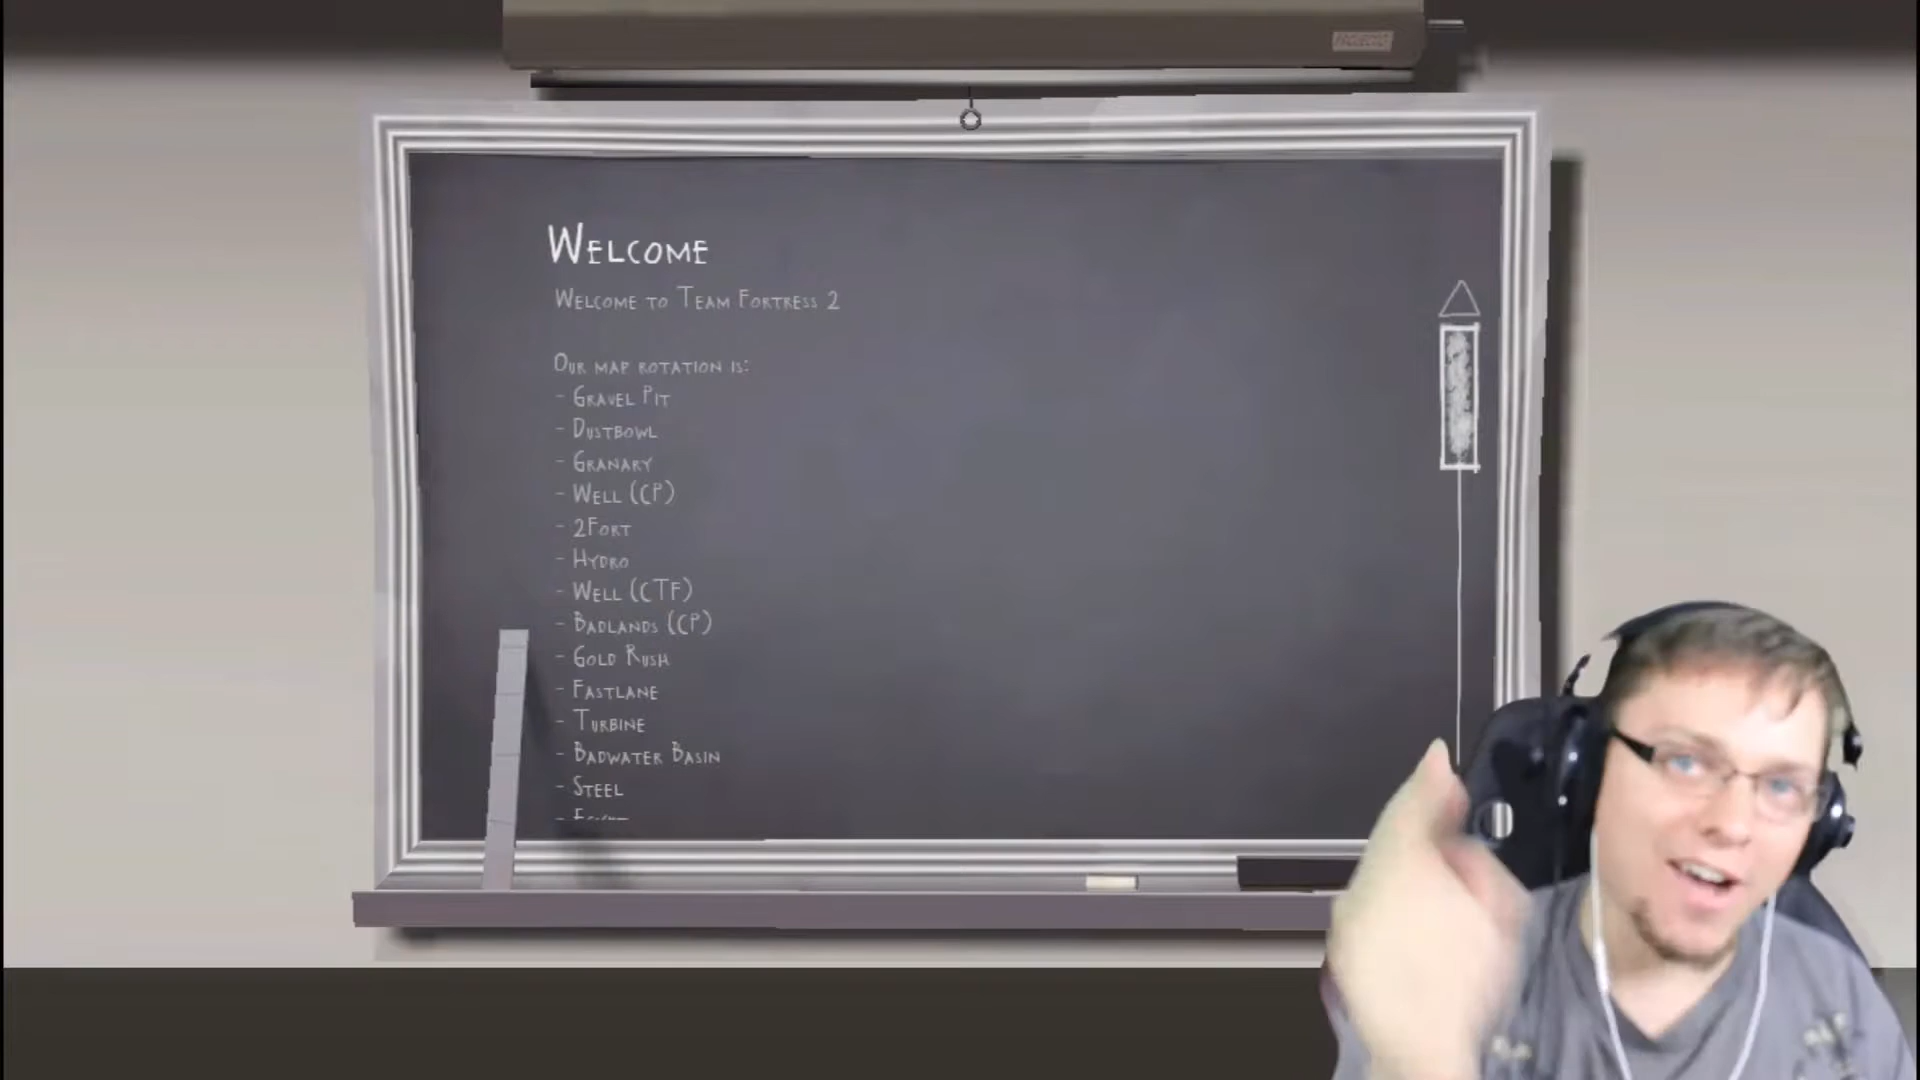 Welcome
Welcome to Team Fortress 2
Our map rotation is:
- Gravel Pit
- Dustbowl
- Granary
- Well (CP)
- 2Fort
- Hydro
- Well (CTF)
- Badlands (CP)
- Gold Rush
- Fastlane
- Turbine
- Badwater Basin
- Steel